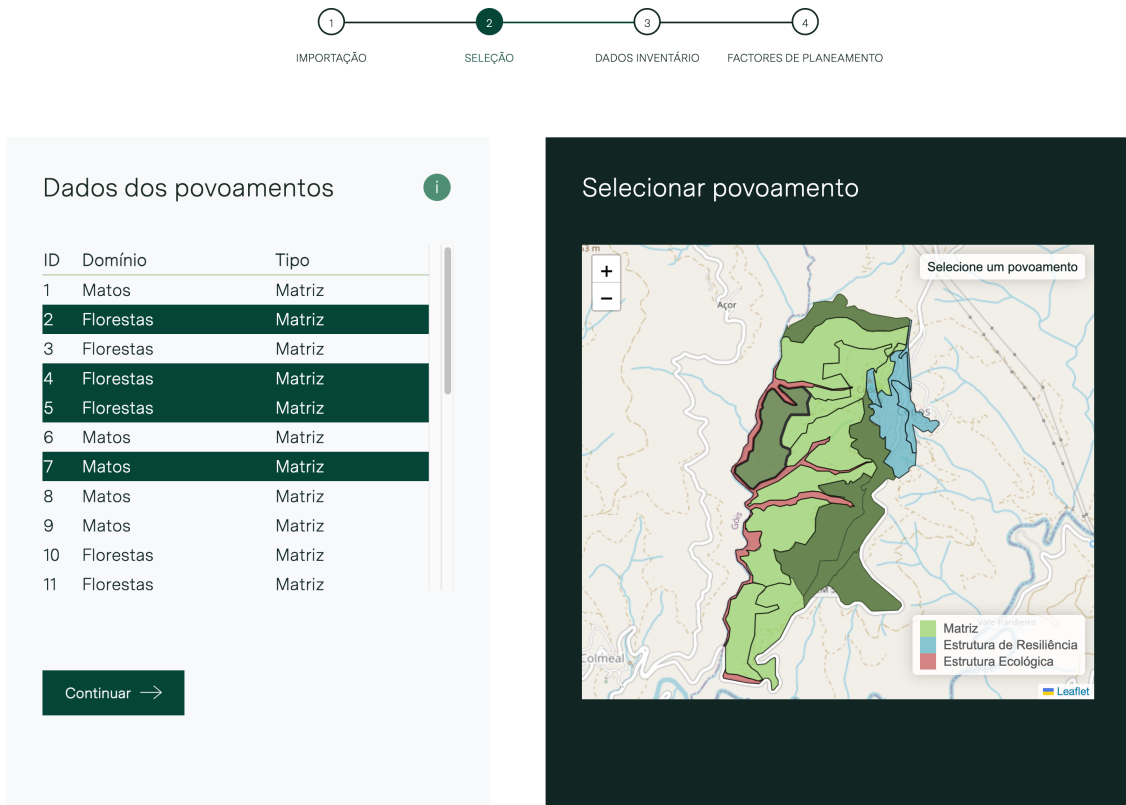 1 2 3 4
IMPORTAÇÃO SELEÇÃO DADOS INVENTÁRIO FACTORES DE PLANEAMENTO
Dados dos povoamentos i
ID Domínio Tipo
1 Matos Matriz
2 Florestas Matriz
3 Florestas Matriz
4 Florestas Matriz
5 Florestas Matriz
6 Matos Matriz
7 Matos Matriz
8 Matos Matriz
9 Matos Matriz
10 Florestas Matriz
11 Florestas Matriz
Continuar →
Selecionar povoamento
+
−
Selecione um povoamento
Açor
Góis
Colmeal
Vale Pardieiro
Matriz
Estrutura de Resiliência
Estrutura Ecológica
Leaflet